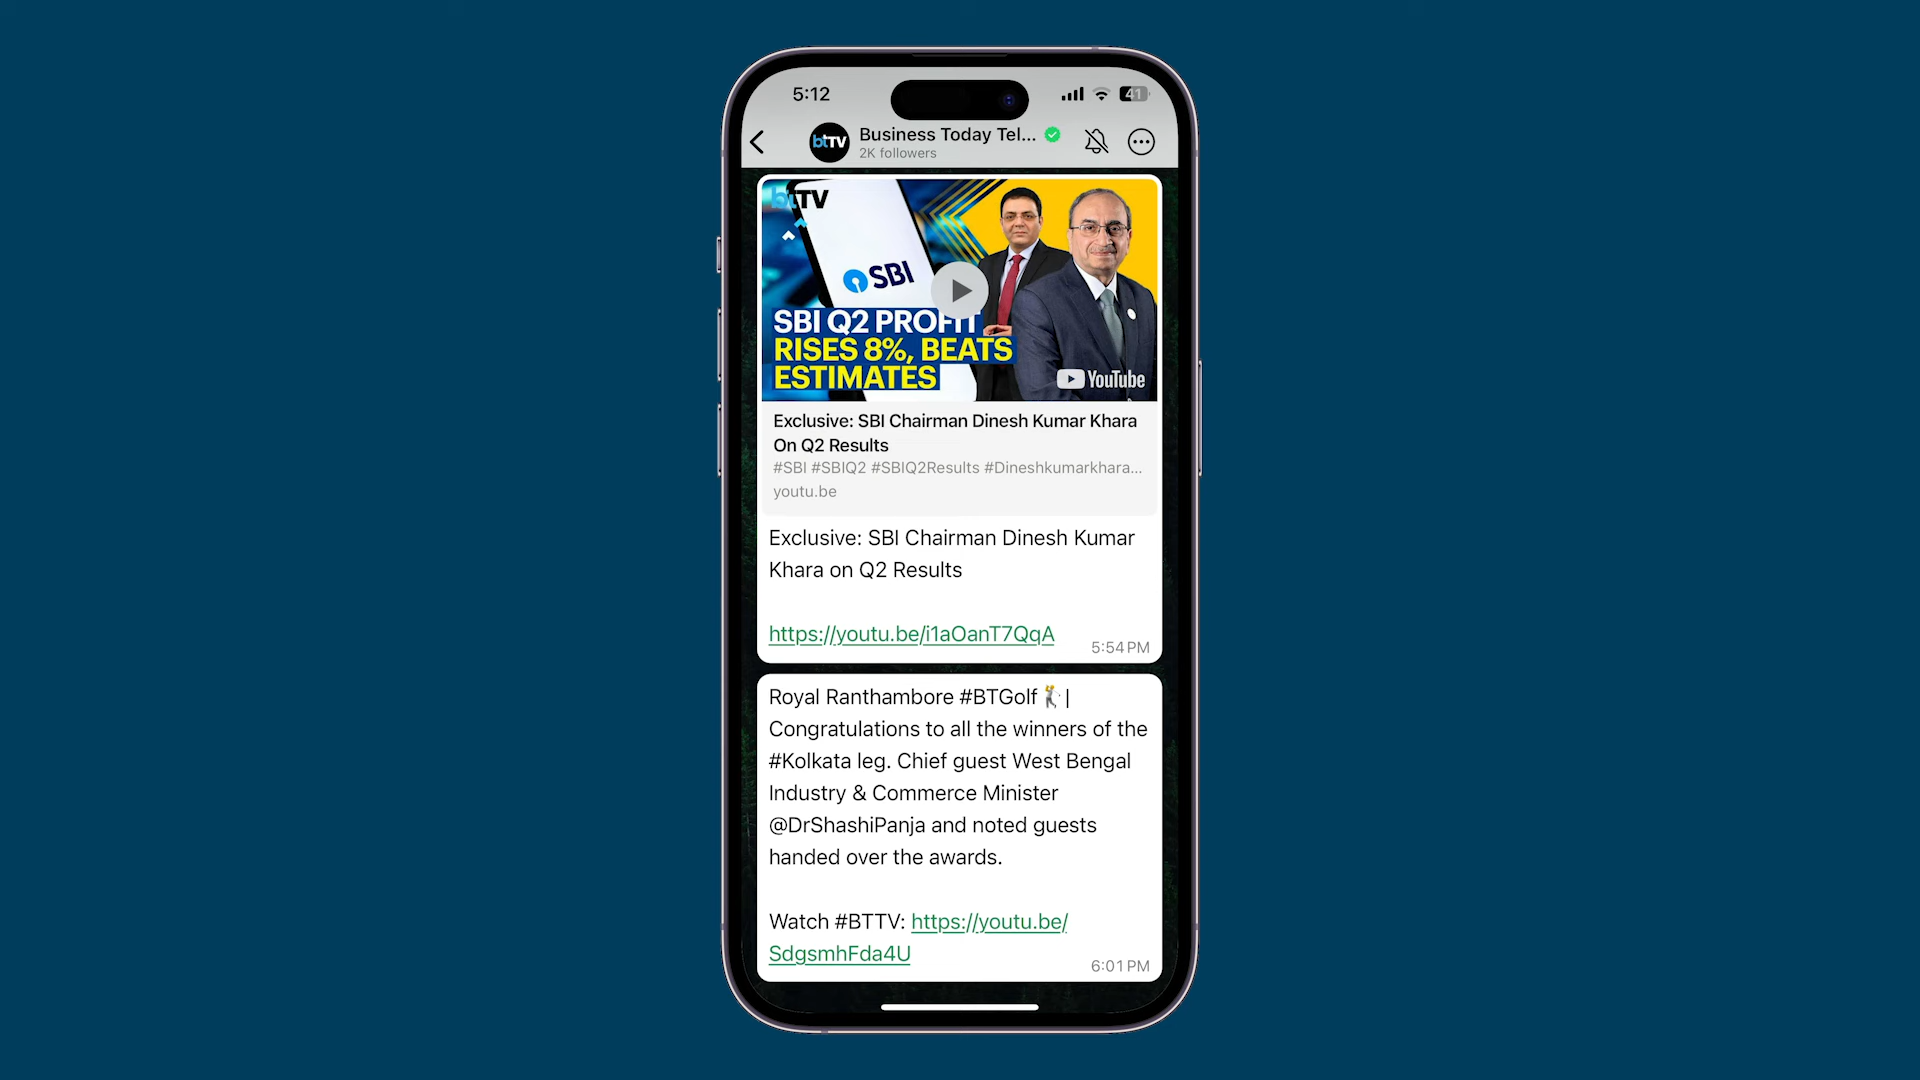 5:12
41
btTV
Business Today Tel...
2K followers
btTV
SBI
SBI Q2 PROFIT
RISES 8%, BEATS
ESTIMATES
YouTube
Exclusive: SBI Chairman Dinesh Kumar Khara
On Q2 Results
#SBI #SBIQ2 #SBIQ2Results #Dineshkumarkhara...
youtu.be
Exclusive: SBI Chairman Dinesh Kumar
Khara on Q2 Results
https://youtu.be/i1aOanT7QqA
5:54 PM
Royal Ranthambore #BTGolf🏌|
Congratulations to all the winners of the
#Kolkata leg. Chief guest West Bengal
Industry & Commerce Minister
@DrShashiPanja and noted guests
handed over the awards.
Watch #BTTV: https://youtu.be/
SdgsmhFda4U
6:01 PM